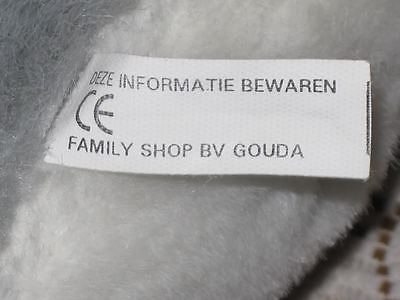 DEZE INFORMATIE BEWAREN
CE
FAMILY SHOP BV GOUDA